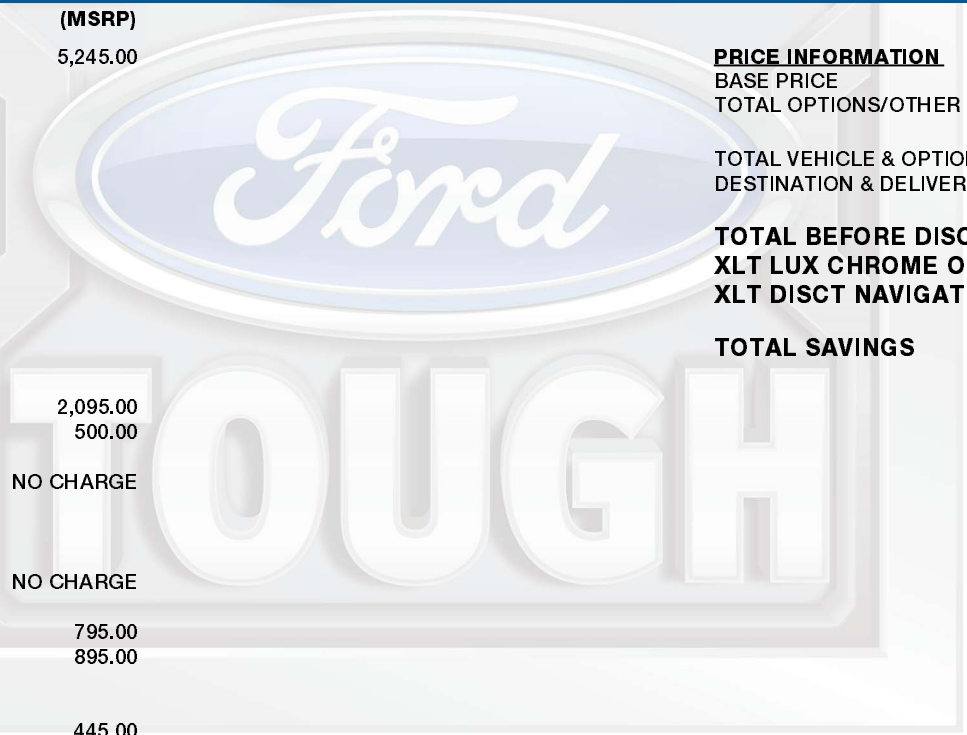 (MSRP)
5,245.00
2,095.00
500.00
NO CHARGE
NO CHARGE
795.00
895.00
445.00
PRICE INFORMATION
BASE PRICE
TOTAL OPTIONS/OTHER
TOTAL VEHICLE & OPTIO
DESTINATION & DELIVER
TOTAL BEFORE DISC
XLT LUX CHROME O
XLT DISCT NAVIGAT
TOTAL SAVINGS
Ford
TOUGH